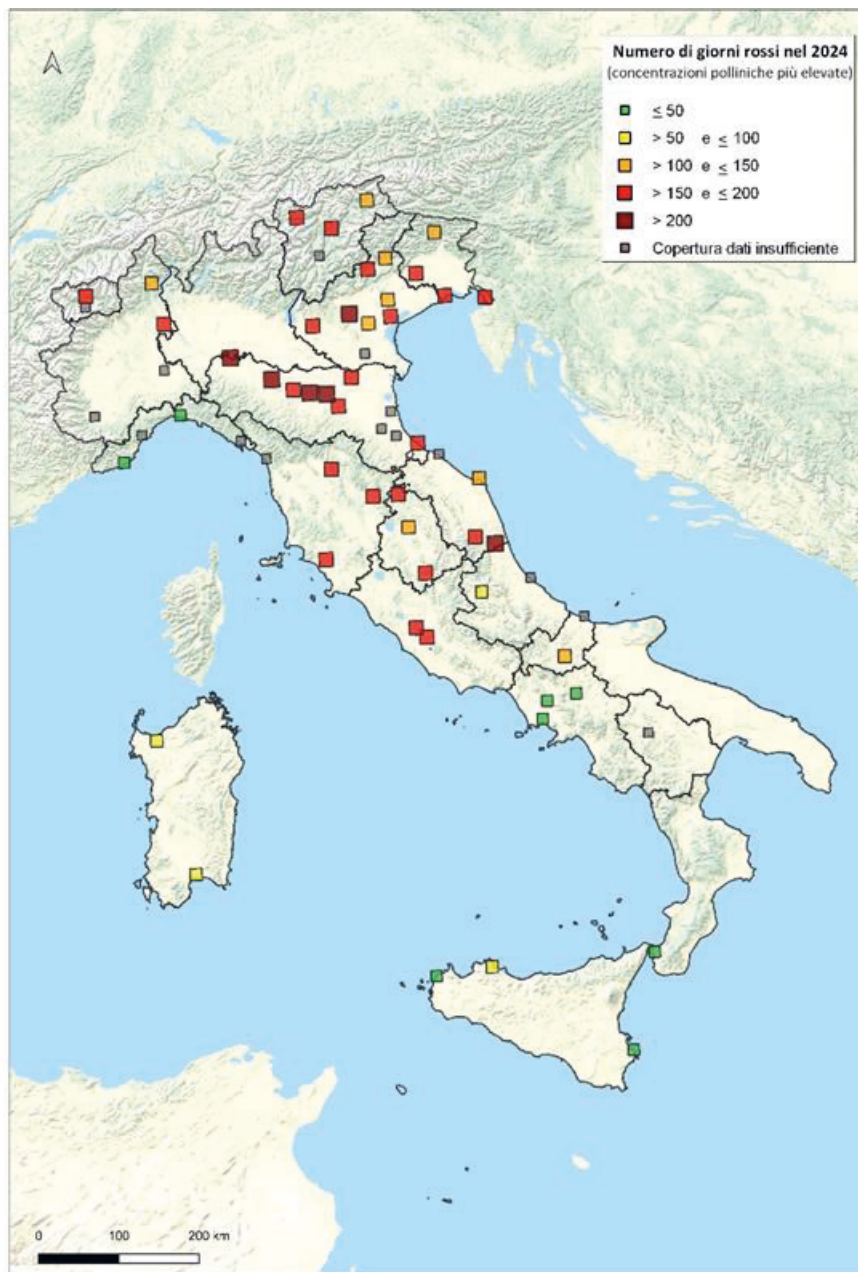 Numero di giorni rossi nel 2024
(concentrazioni polliniche più elevate)
≤ 50
> 50 e ≤ 100
> 100 e ≤ 150
> 150 e ≤ 200
> 200
Copertura dati insufficiente
0 100 200 km